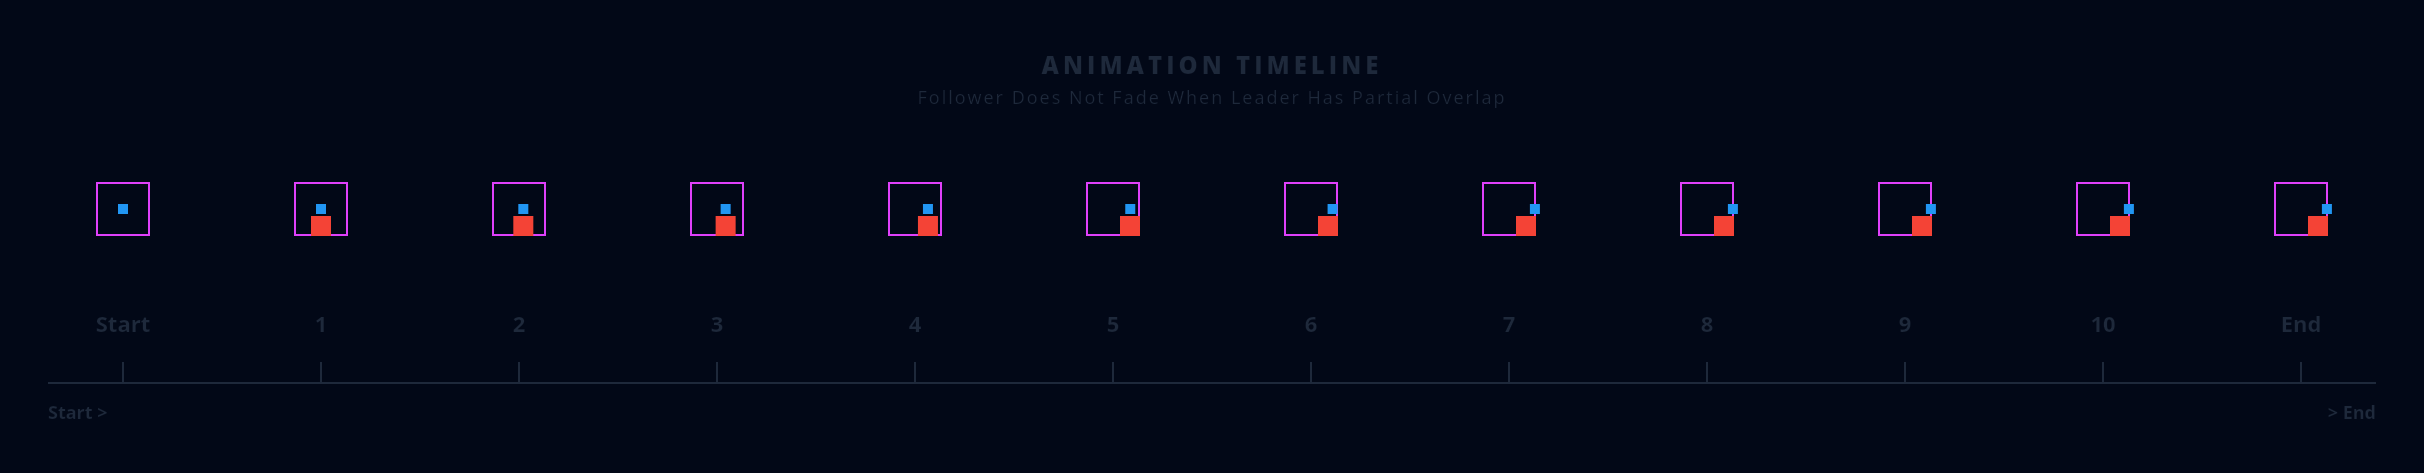 ANIMATION TIMELINE
Follower Does Not Fade When Leader Has Partial Overlap
Start 1 2 3 4 5 6 7 8 9 10 End
Start > > End